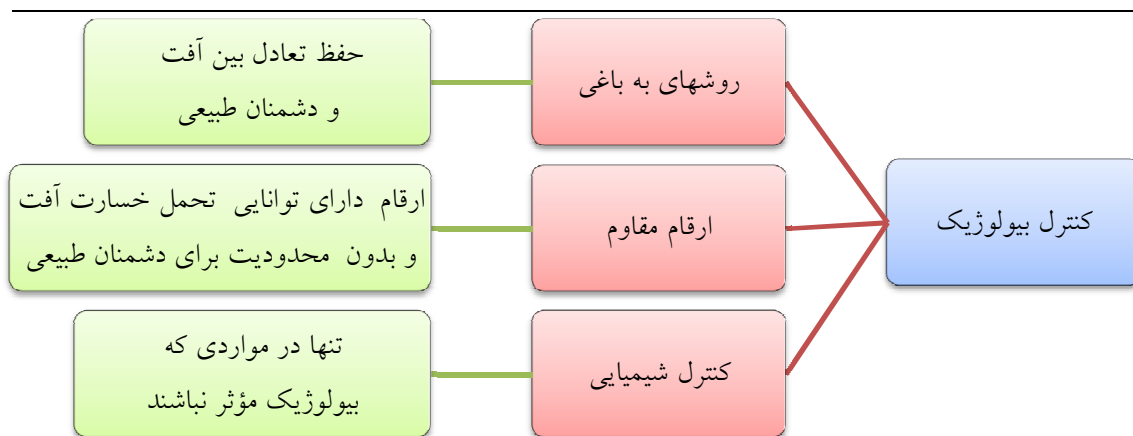 کنترل بیولوژیک
روشهای به باغی
حفظ تعادل بین آفت
و دشمنان طبیعی
ارقام مقاوم
ارقام دارای توانایی تحمل خسارت آفت
و بدون محدودیت برای دشمنان طبیعی
کنترل شیمیایی
تنها در مواردی که
بیولوژیک مؤثر نباشند